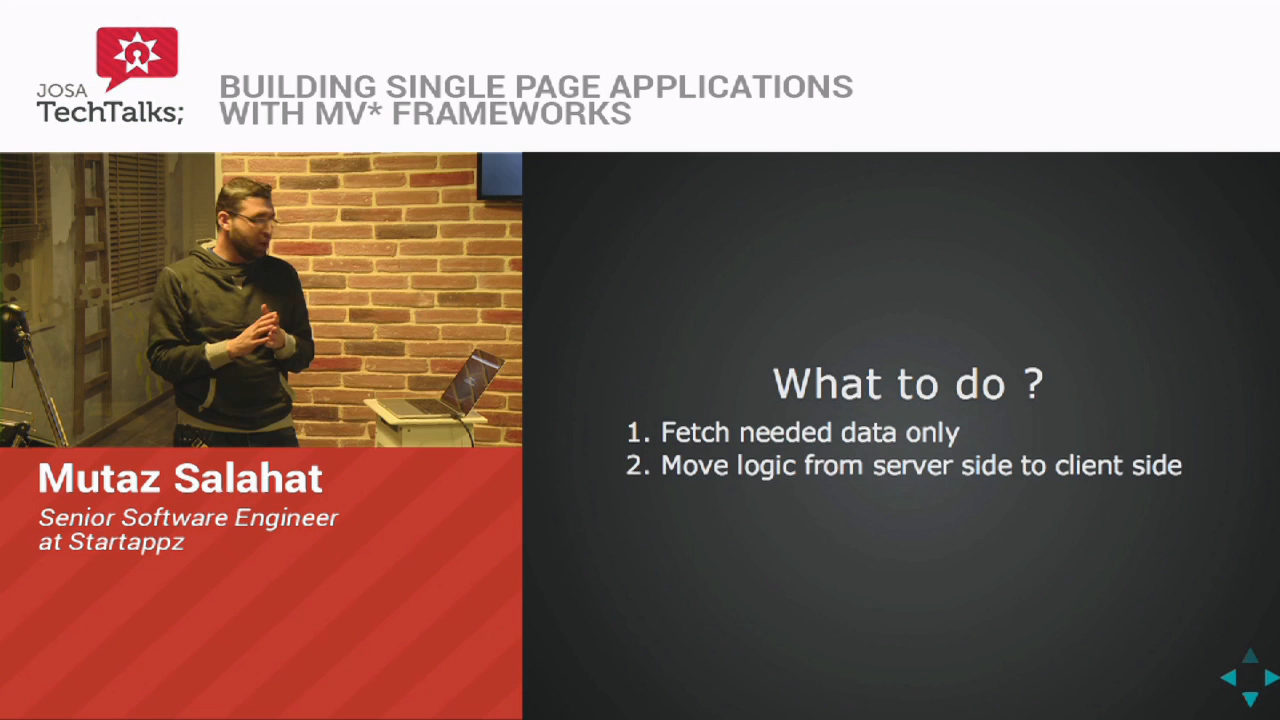 JOSA
TechTalks;
BUILDING SINGLE PAGE APPLICATIONS
WITH MV* FRAMEWORKS
Mutaz Salahat
Senior Software Engineer
at Startappz
What to do ?
1. Fetch needed data only
2. Move logic from server side to client side